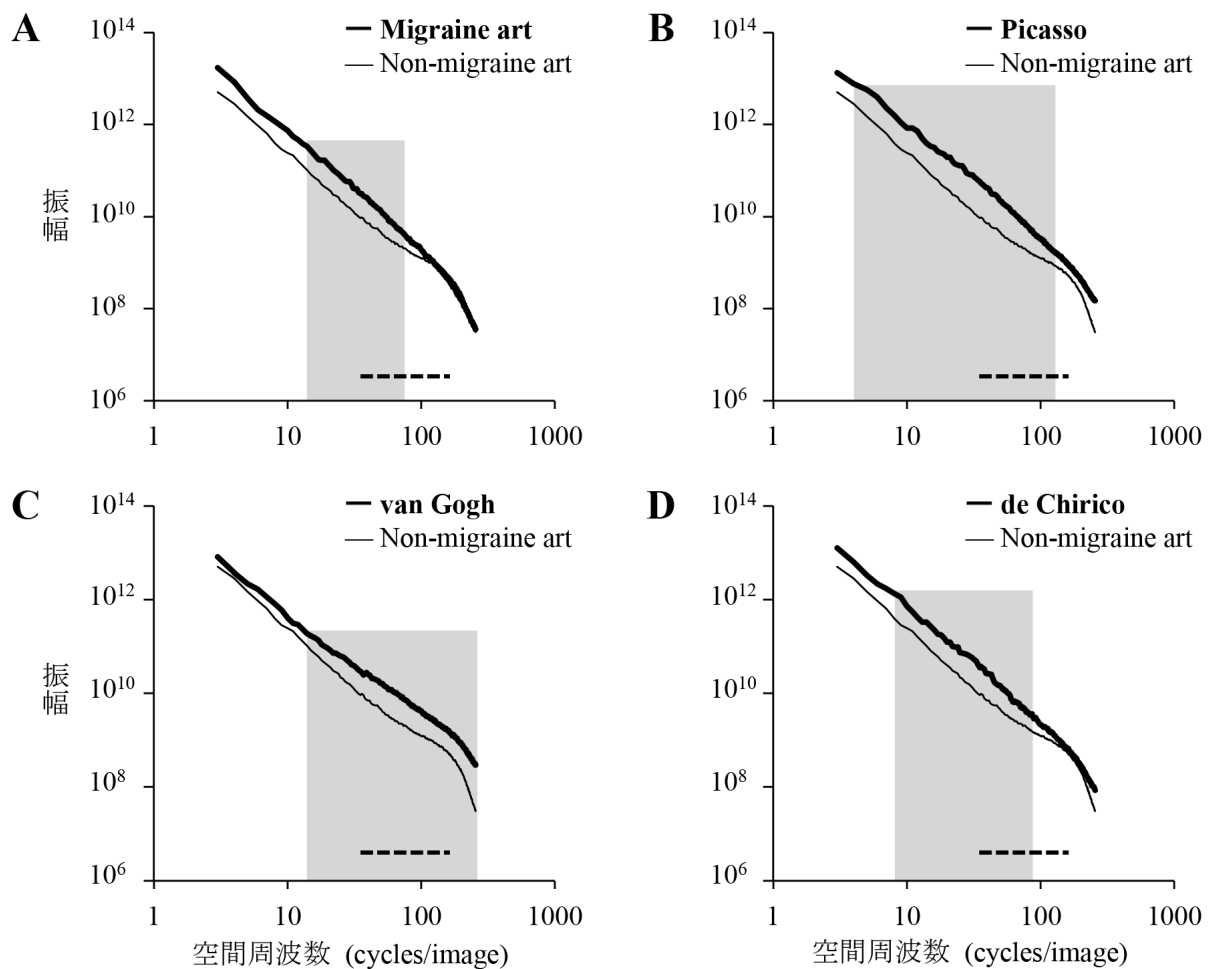 A
10¹⁴
10¹²
10¹⁰
10⁸
10⁶
振幅
Migraine art
Non-migraine art
1 10 100 1000
B
10¹⁴
10¹²
10¹⁰
10⁸
10⁶
Picasso
Non-migraine art
1 10 100 1000
C
10¹⁴
10¹²
10¹⁰
10⁸
10⁶
振幅
van Gogh
Non-migraine art
1 10 100 1000
空間周波数 (cycles/image)
D
10¹⁴
10¹²
10¹⁰
10⁸
10⁶
de Chirico
Non-migraine art
1 10 100 1000
空間周波数 (cycles/image)